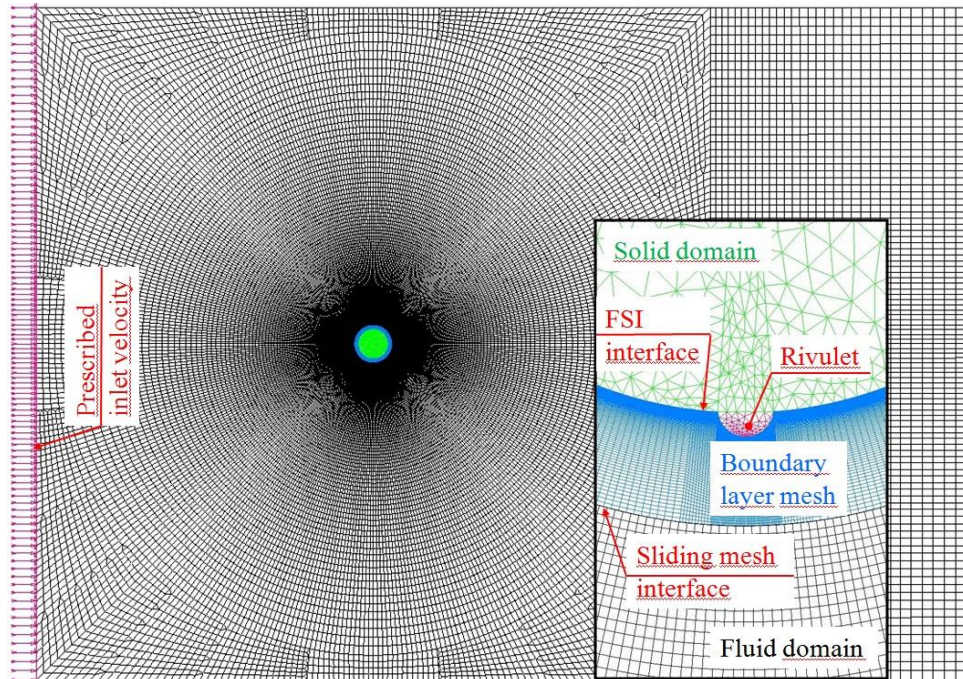 Prescribed
inlet velocity
Solid domain
FSI
interface
Rivulet
Boundary
layer mesh
Sliding mesh
interface
Fluid domain